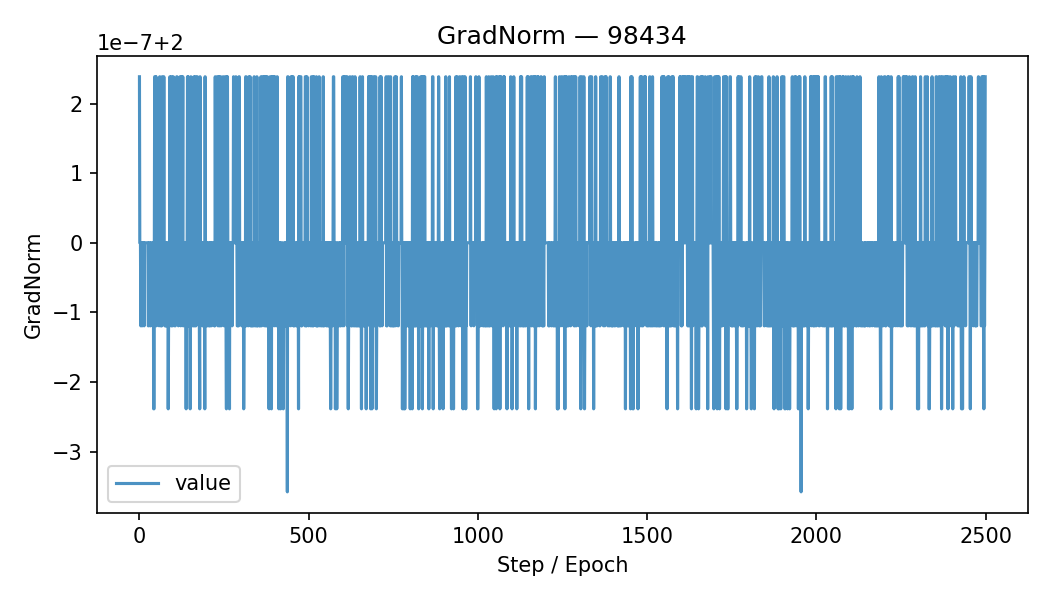 GradNorm — 98434
1e−7+2
2
1
0
−1
−2
−3
GradNorm
value
0 500 1000 1500 2000 2500
Step / Epoch